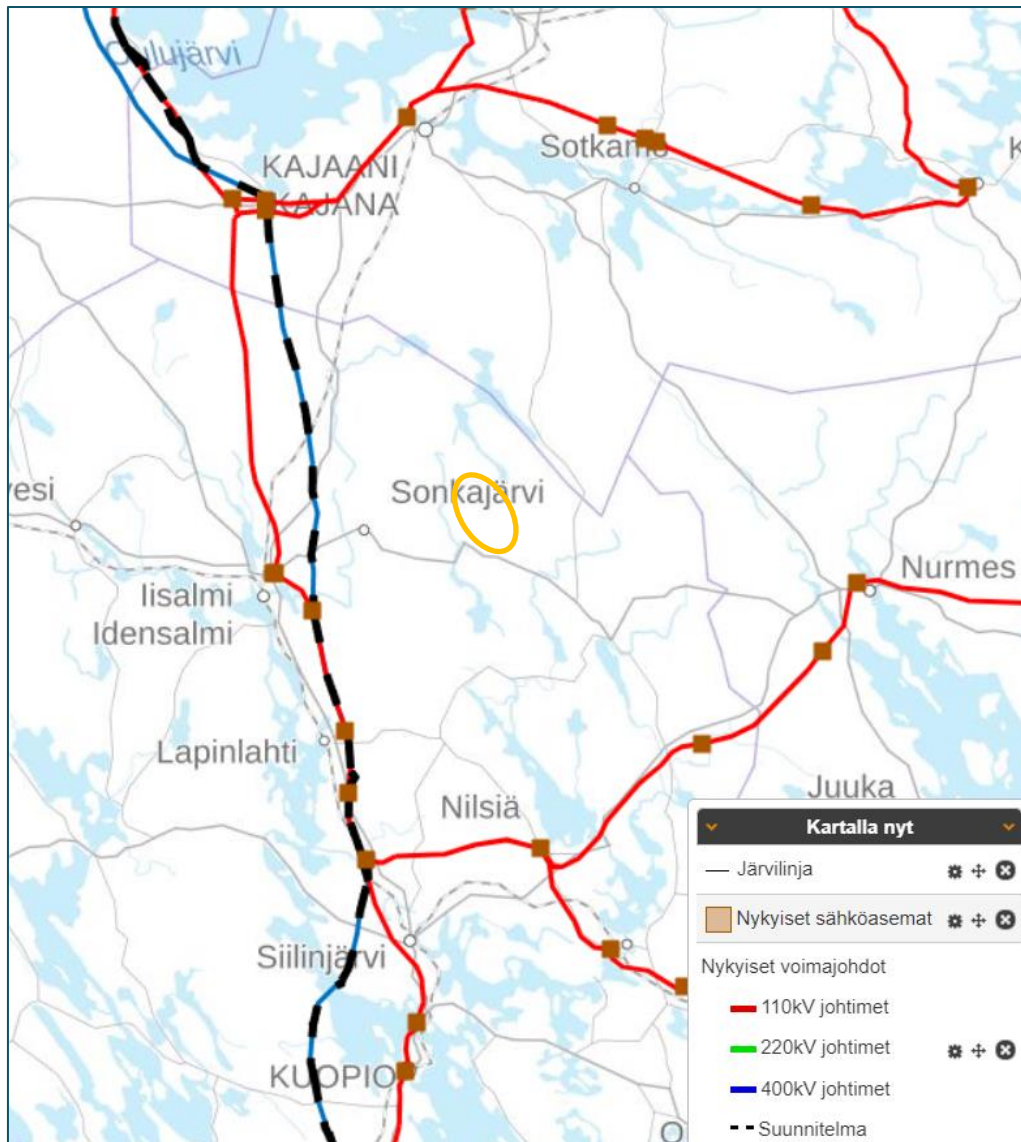 Oulujärvi
KAJAANI
KAJANA
Sotkamo
K
vesi
Sonkajärvi
Iisalmi
Idensalmi
Nurmes
Lapinlahti
Nilsiä
Juuka
Siilinjärvi
KUOPIO
O
Kartalla nyt
Järvilinja
Nykyiset sähköasemat
Nykyiset voimajohdot
110kV johtimet
220kV johtimet
400kV johtimet
Suunnitelma